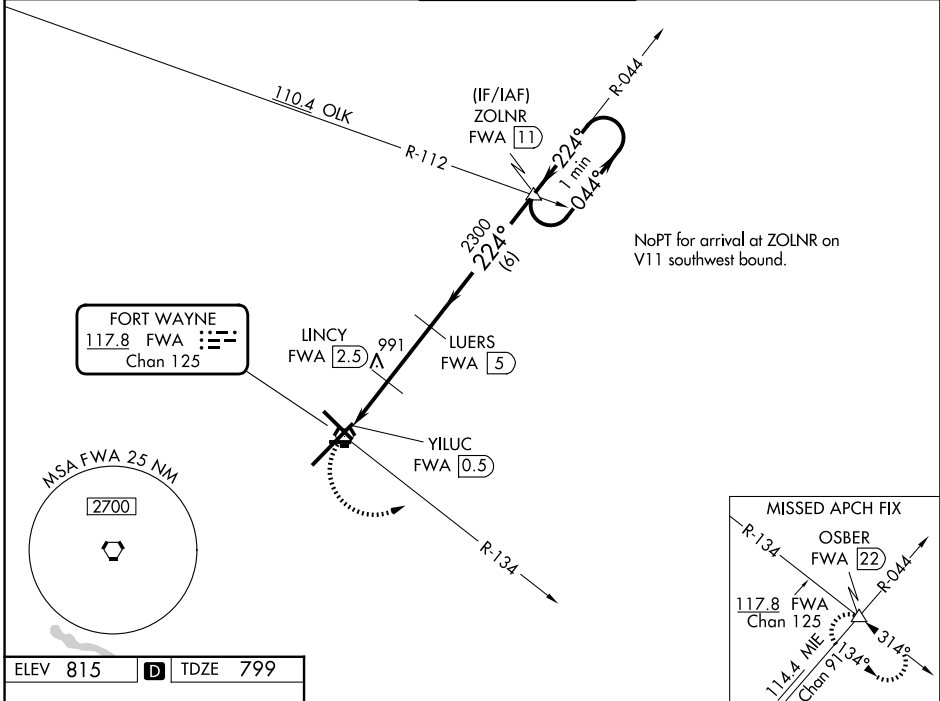 110.4 OLK
R-112
(IF/IAF)
ZOLNR
FWA 11
R-044
224°
1 min
044°
2300
224°
(6)
NoPT for arrival at ZOLNR on
V11 southwest bound.
FORT WAYNE
117.8 FWA
Chan 125
LINCY
FWA 2.5
991
LUERS
FWA 5
YILUC
FWA 0.5
MSA FWA 25 NM
2700
R-134
MISSED APCH FIX
R-134
OSBER
FWA 22
R-044
117.8 FWA
Chan 125
314°
134°
114.4 MIE
Chan 91
ELEV 815 D TDZE 799